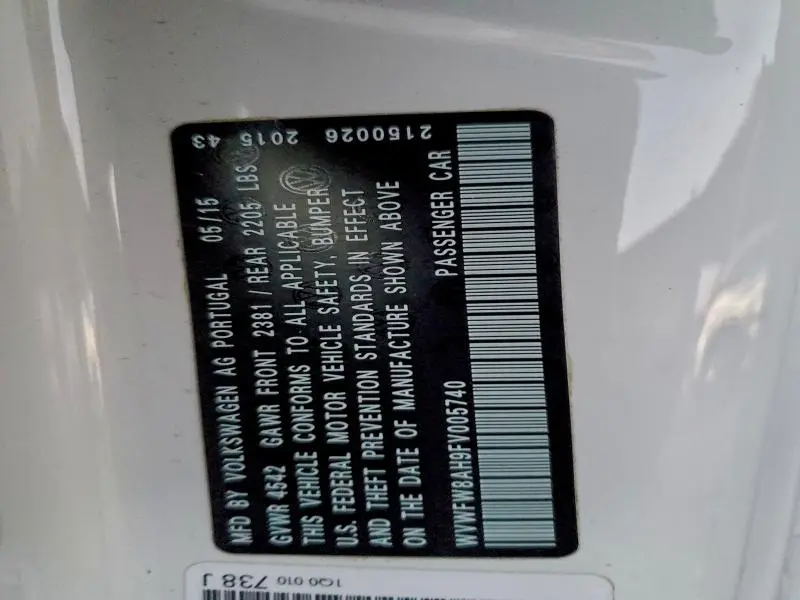 MFD BY VOLKSWAGEN AG PORTUGAL 05/15
GVWR 4542 GAWR FRONT 2381 / REAR 2205 LBS
THIS VEHICLE CONFORMS TO ALL APPLICABLE
U.S. FEDERAL MOTOR VEHICLE SAFETY, BUMPER
AND THEFT PREVENTION STANDARDS IN EFFECT
ON THE DATE OF MANUFACTURE SHOWN ABOVE
WVWFW8AH9FV005740 PASSENGER CAR
2150026 2015 43
1Q0 010 738 J